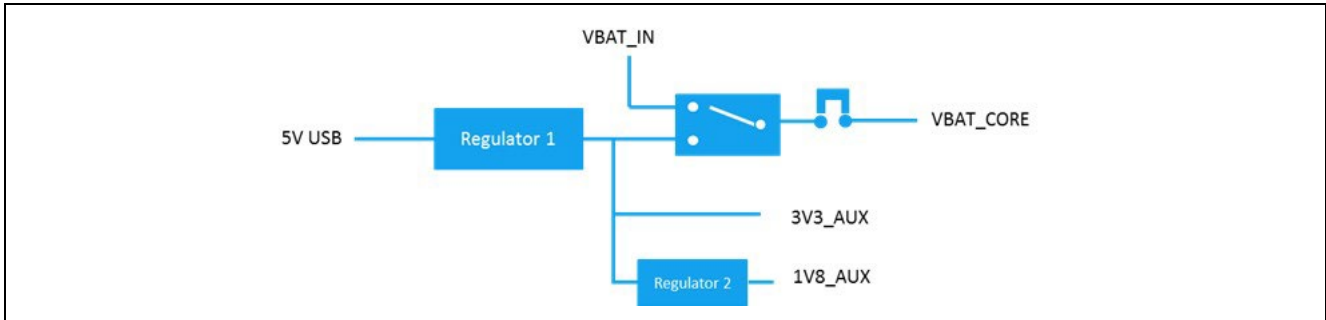 VBAT_IN
5V USB
Regulator 1
VBAT_CORE
3V3_AUX
Regulator 2
1V8_AUX